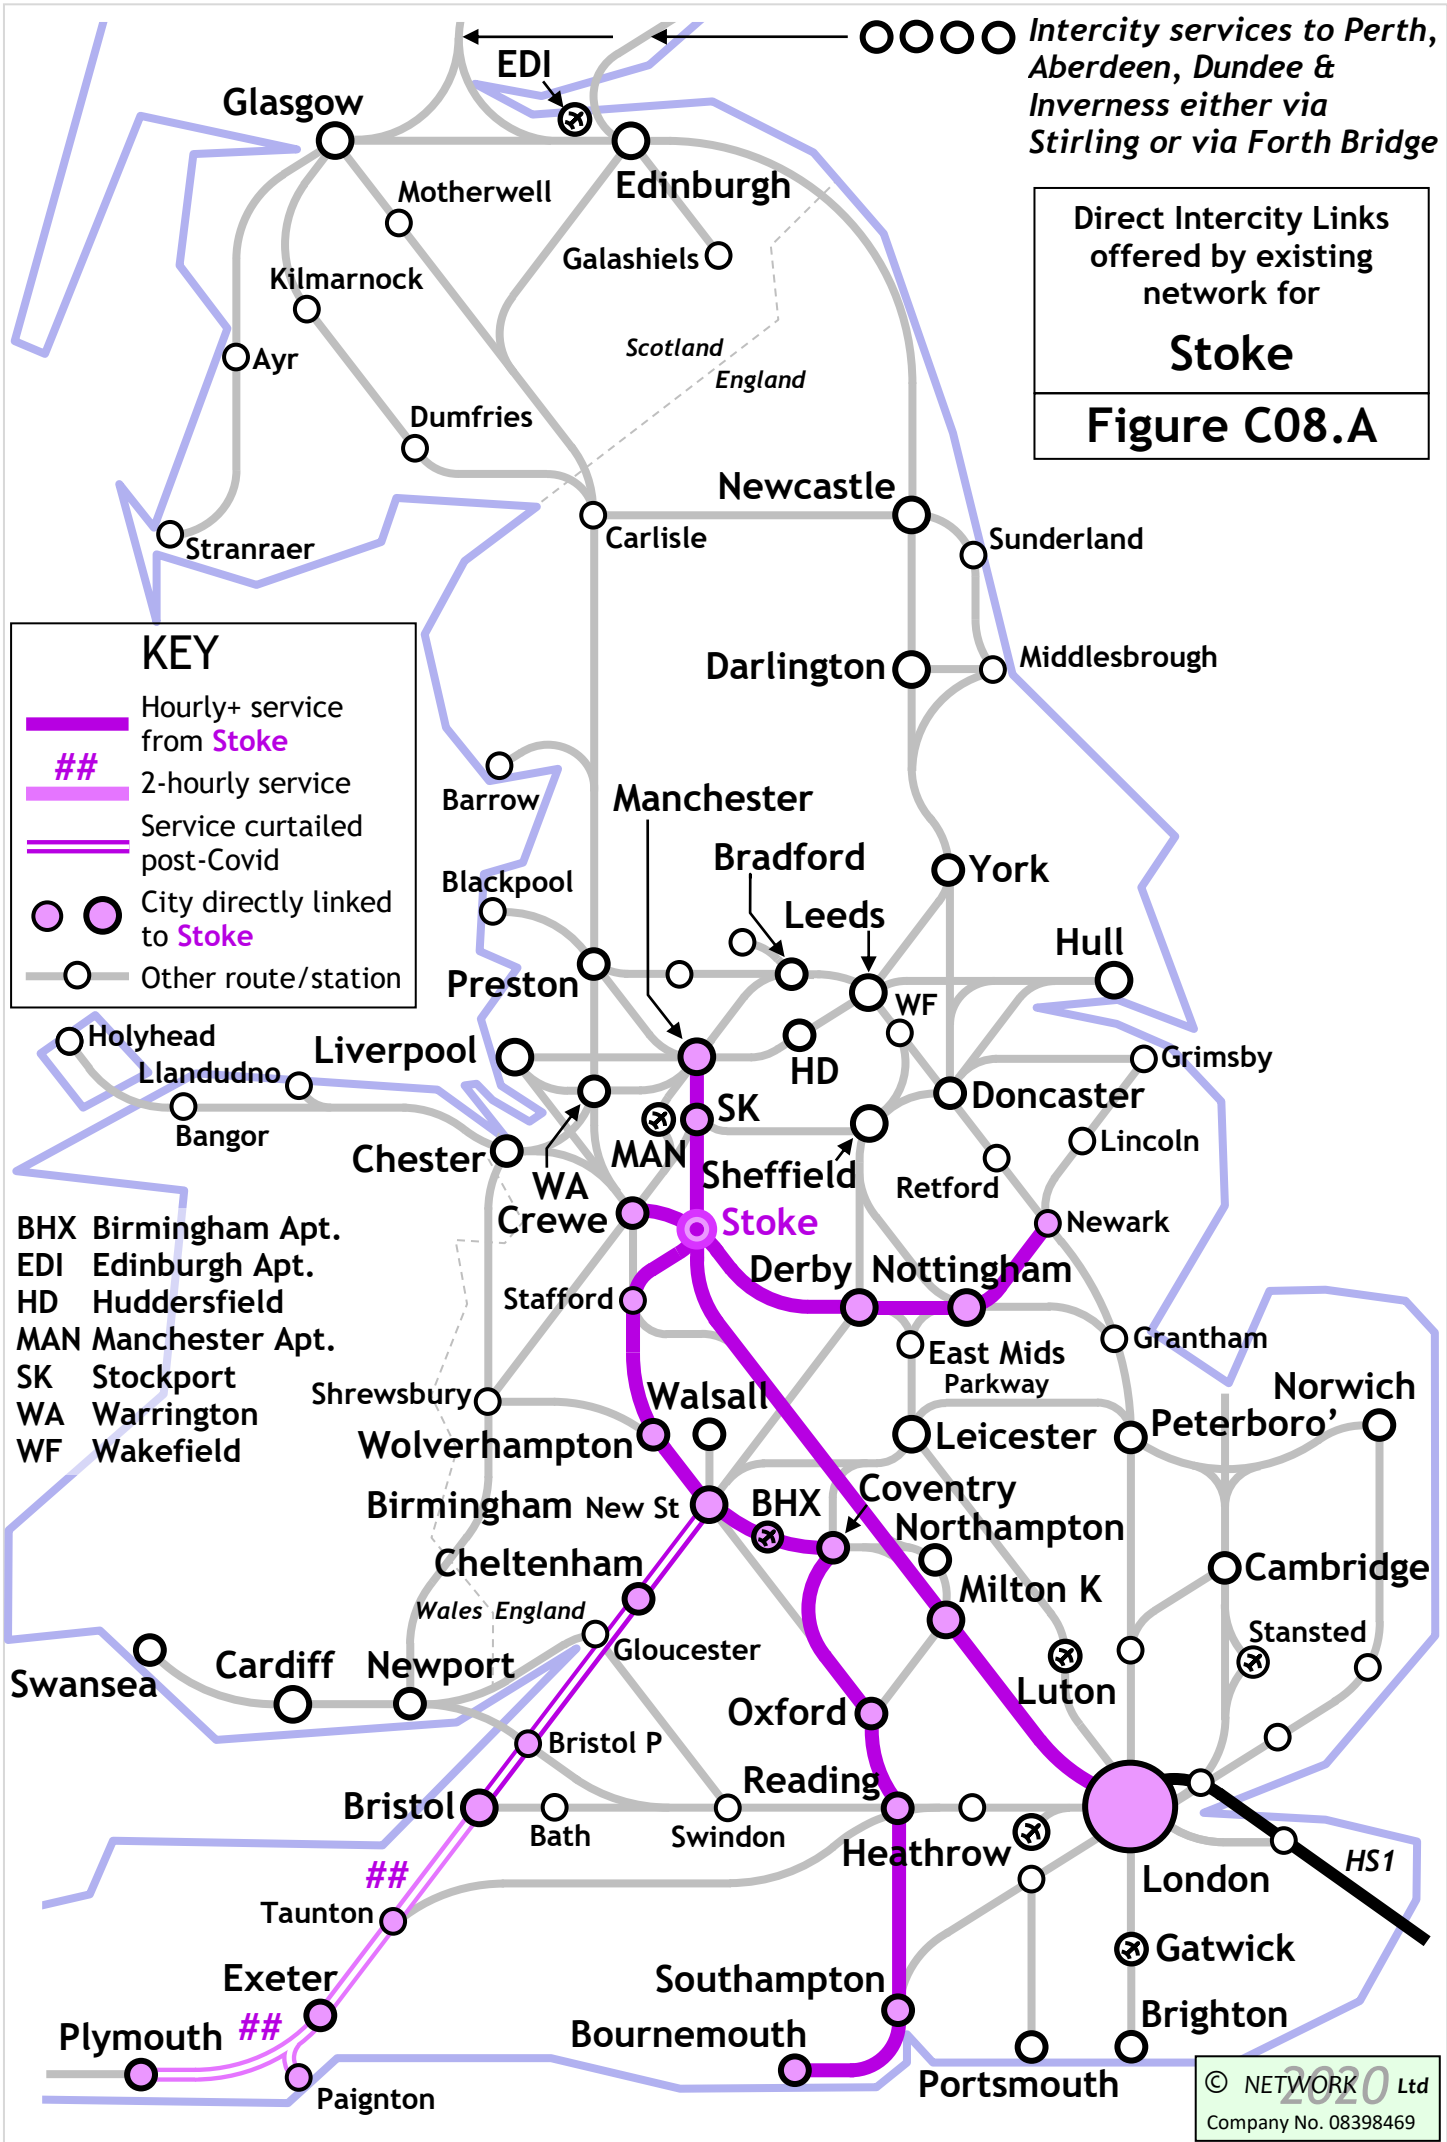 Intercity services to Perth,
Aberdeen, Dundee &
Inverness either via
Stirling or via Forth Bridge
EDI
Glasgow
Edinburgh
Motherwell
Galashiels
Kilmarnock
Ayr
Scotland
England
Dumfries
Direct Intercity Links
offered by existing
network for
Stoke
Figure C08.A
Newcastle
Carlisle
Sunderland
Stranraer
Darlington
Middlesbrough
KEY
Hourly+ service
from Stoke
##
2-hourly service
Service curtailed
post-Covid
City directly linked
to Stoke
Other route/station
Barrow
Manchester
Bradford
York
Blackpool
Leeds
Hull
Preston
WF
Holyhead
Llandudno
Liverpool
HD
Grimsby
Bangor
SK
Doncaster
MAN
Chester
WA
Sheffield
Lincoln
Retford
Crewe
Stoke
Newark
BHX Birmingham Apt.
EDI Edinburgh Apt.
HD Huddersfield
MAN Manchester Apt.
SK Stockport
WA Warrington
WF Wakefield
Derby
Nottingham
Stafford
East Mids
Parkway
Grantham
Shrewsbury
Walsall
Norwich
Wolverhampton
Leicester
Peterboro’
Birmingham New St
BHX
Coventry
Northampton
Cheltenham
Milton K
Cambridge
Wales England
Gloucester
Stansted
Swansea
Cardiff
Newport
Luton
Oxford
Bristol P
Reading
Bristol
Bath
Swindon
Heathrow
London
HS1
##
Taunton
Gatwick
Exeter
Southampton
##
Plymouth
Bournemouth
Brighton
Paignton
Portsmouth
© NETWORK 2020 Ltd
Company No. 08398469